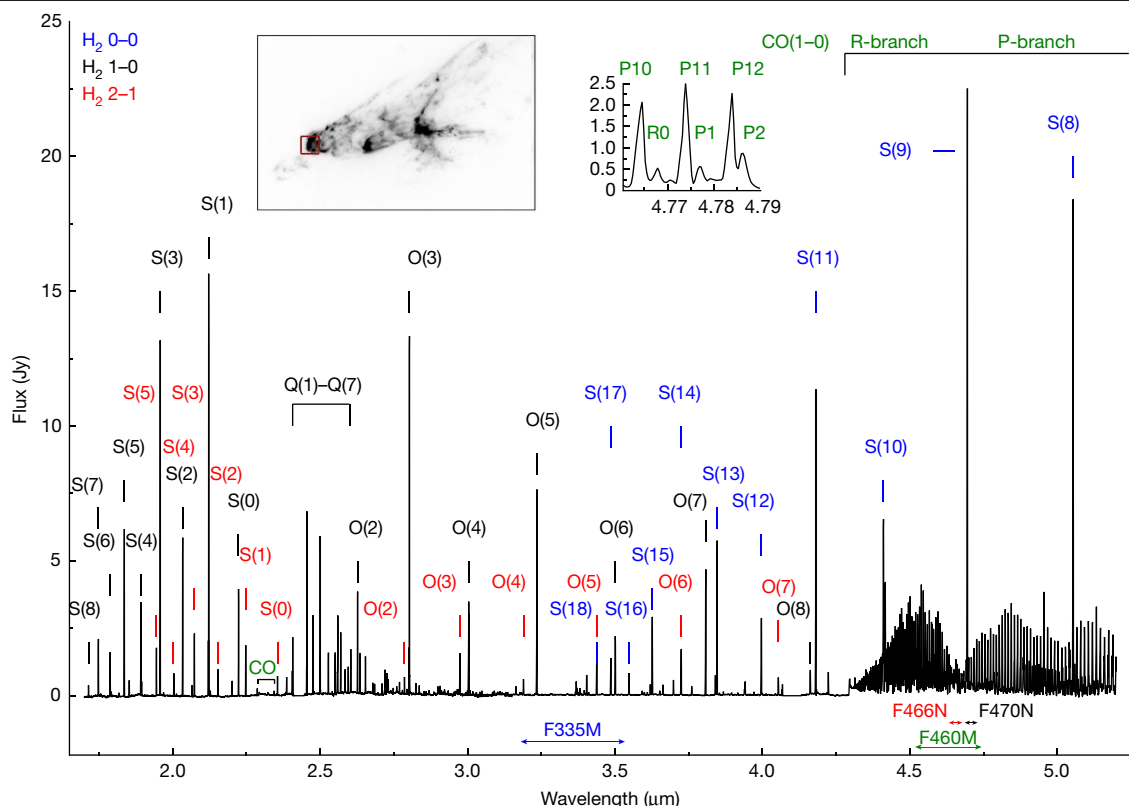 25
20
15
10
5
0
Flux (Jy)
H₂ 0–0
H₂ 1–0
H₂ 2–1
CO(1–0) R-branch P-branch
P10 P11 P12
R0 P1 P2
2.5
2.0
1.5
1.0
0.5
0
4.77 4.78 4.79
S(9)
S(8)
S(1)
S(3) O(3) S(11)
S(5) S(3) Q(1)–Q(7) S(17) S(14)
O(5)
S(5) S(4) S(10)
S(7) S(2) S(2) S(13)
S(0) O(7) S(12)
S(6) S(4) O(2) O(4) O(6)
S(1) S(15)
O(3) O(4) O(5) O(6) O(7)
S(8) S(0) O(2) S(18) S(16) O(8)
CO
F466N F470N
F335M F460M
2.0 2.5 3.0 3.5 4.0 4.5 5.0
Wavelength (μm)